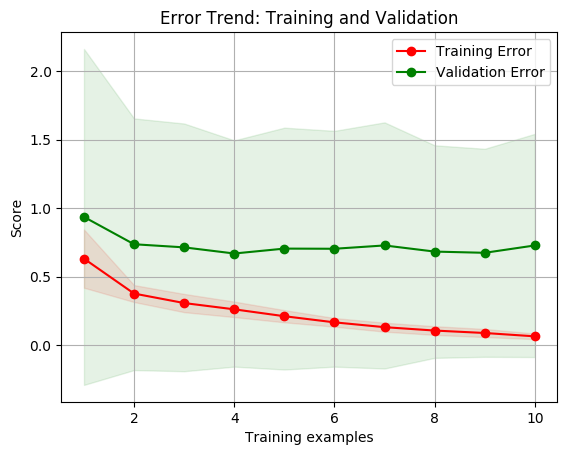 Error Trend: Training and Validation
Training Error
Validation Error
2.0
1.5
1.0
0.5
0.0
Score
2
4
6
8
10
Training examples